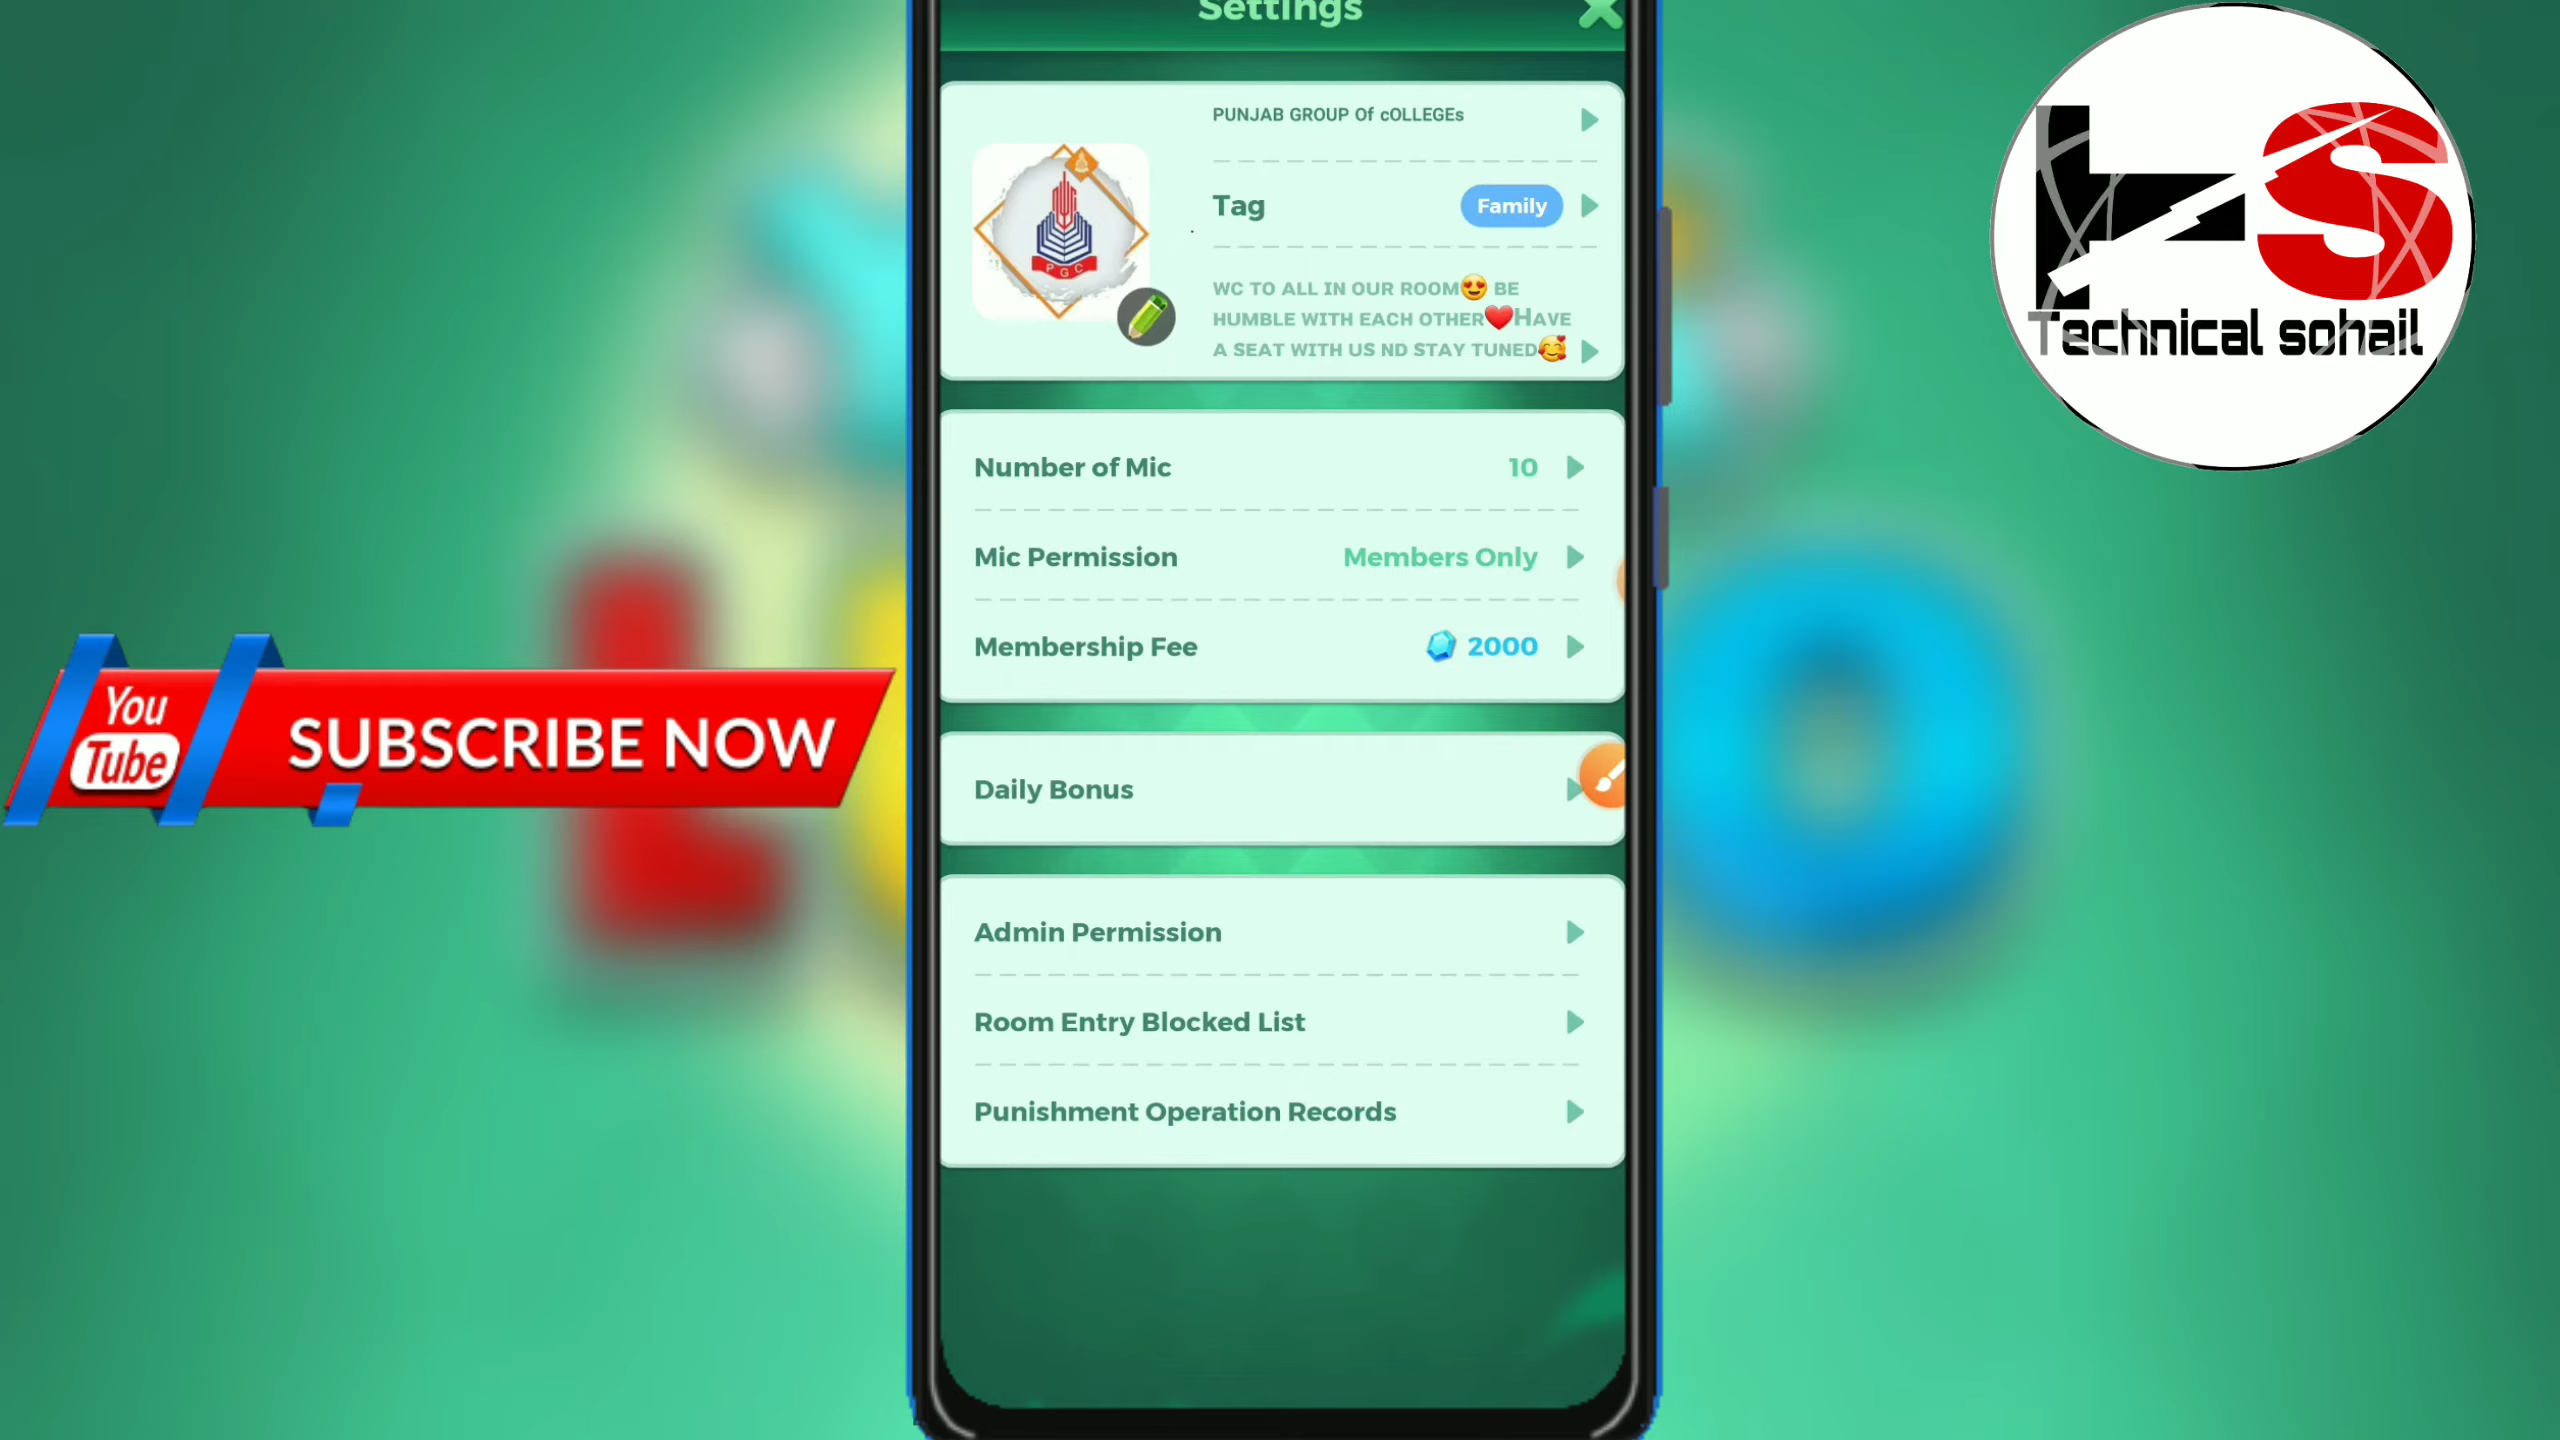 Settings
PUNJAB GROUP Of cOLLEGEs
Tag
Family
WC TO ALL IN OUR ROOM😍 BE
HUMBLE WITH EACH OTHER❤️HAVE
A SEAT WITH US ND STAY TUNED🥰
PGC
Number of Mic
10
Mic Permission
Members Only
Membership Fee
2000
Daily Bonus
Admin Permission
Room Entry Blocked List
Punishment Operation Records
You
Tube
SUBSCRIBE NOW
S
Technical sohail